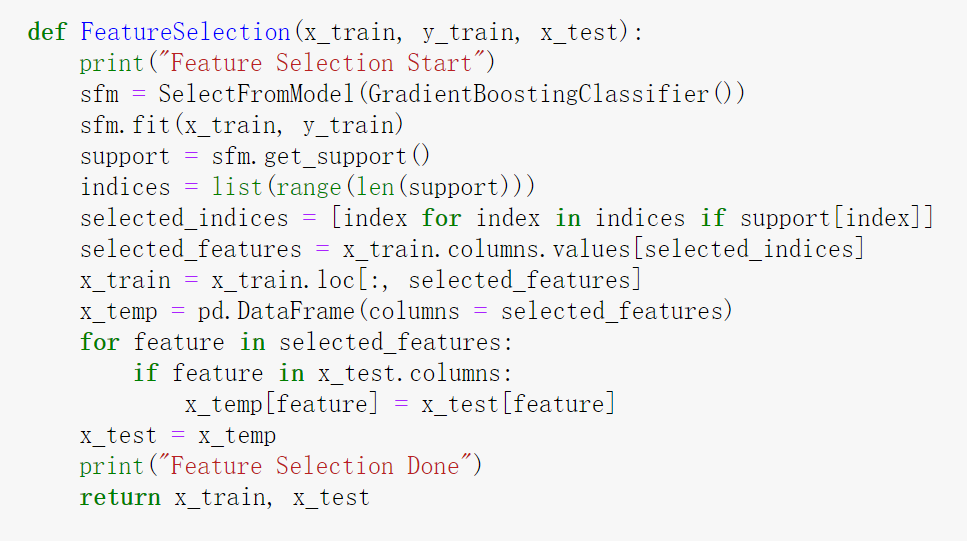 def FeatureSelection(x_train, y_train, x_test):
    print("Feature Selection Start")
    sfm = SelectFromModel(GradientBoostingClassifier())
    sfm.fit(x_train, y_train)
    support = sfm.get_support()
    indices = list(range(len(support)))
    selected_indices = [index for index in indices if support[index]]
    selected_features = x_train.columns.values[selected_indices]
    x_train = x_train.loc[:, selected_features]
    x_temp = pd.DataFrame(columns = selected_features)
    for feature in selected_features:
        if feature in x_test.columns:
            x_temp[feature] = x_test[feature]
    x_test = x_temp
    print("Feature Selection Done")
    return x_train, x_test